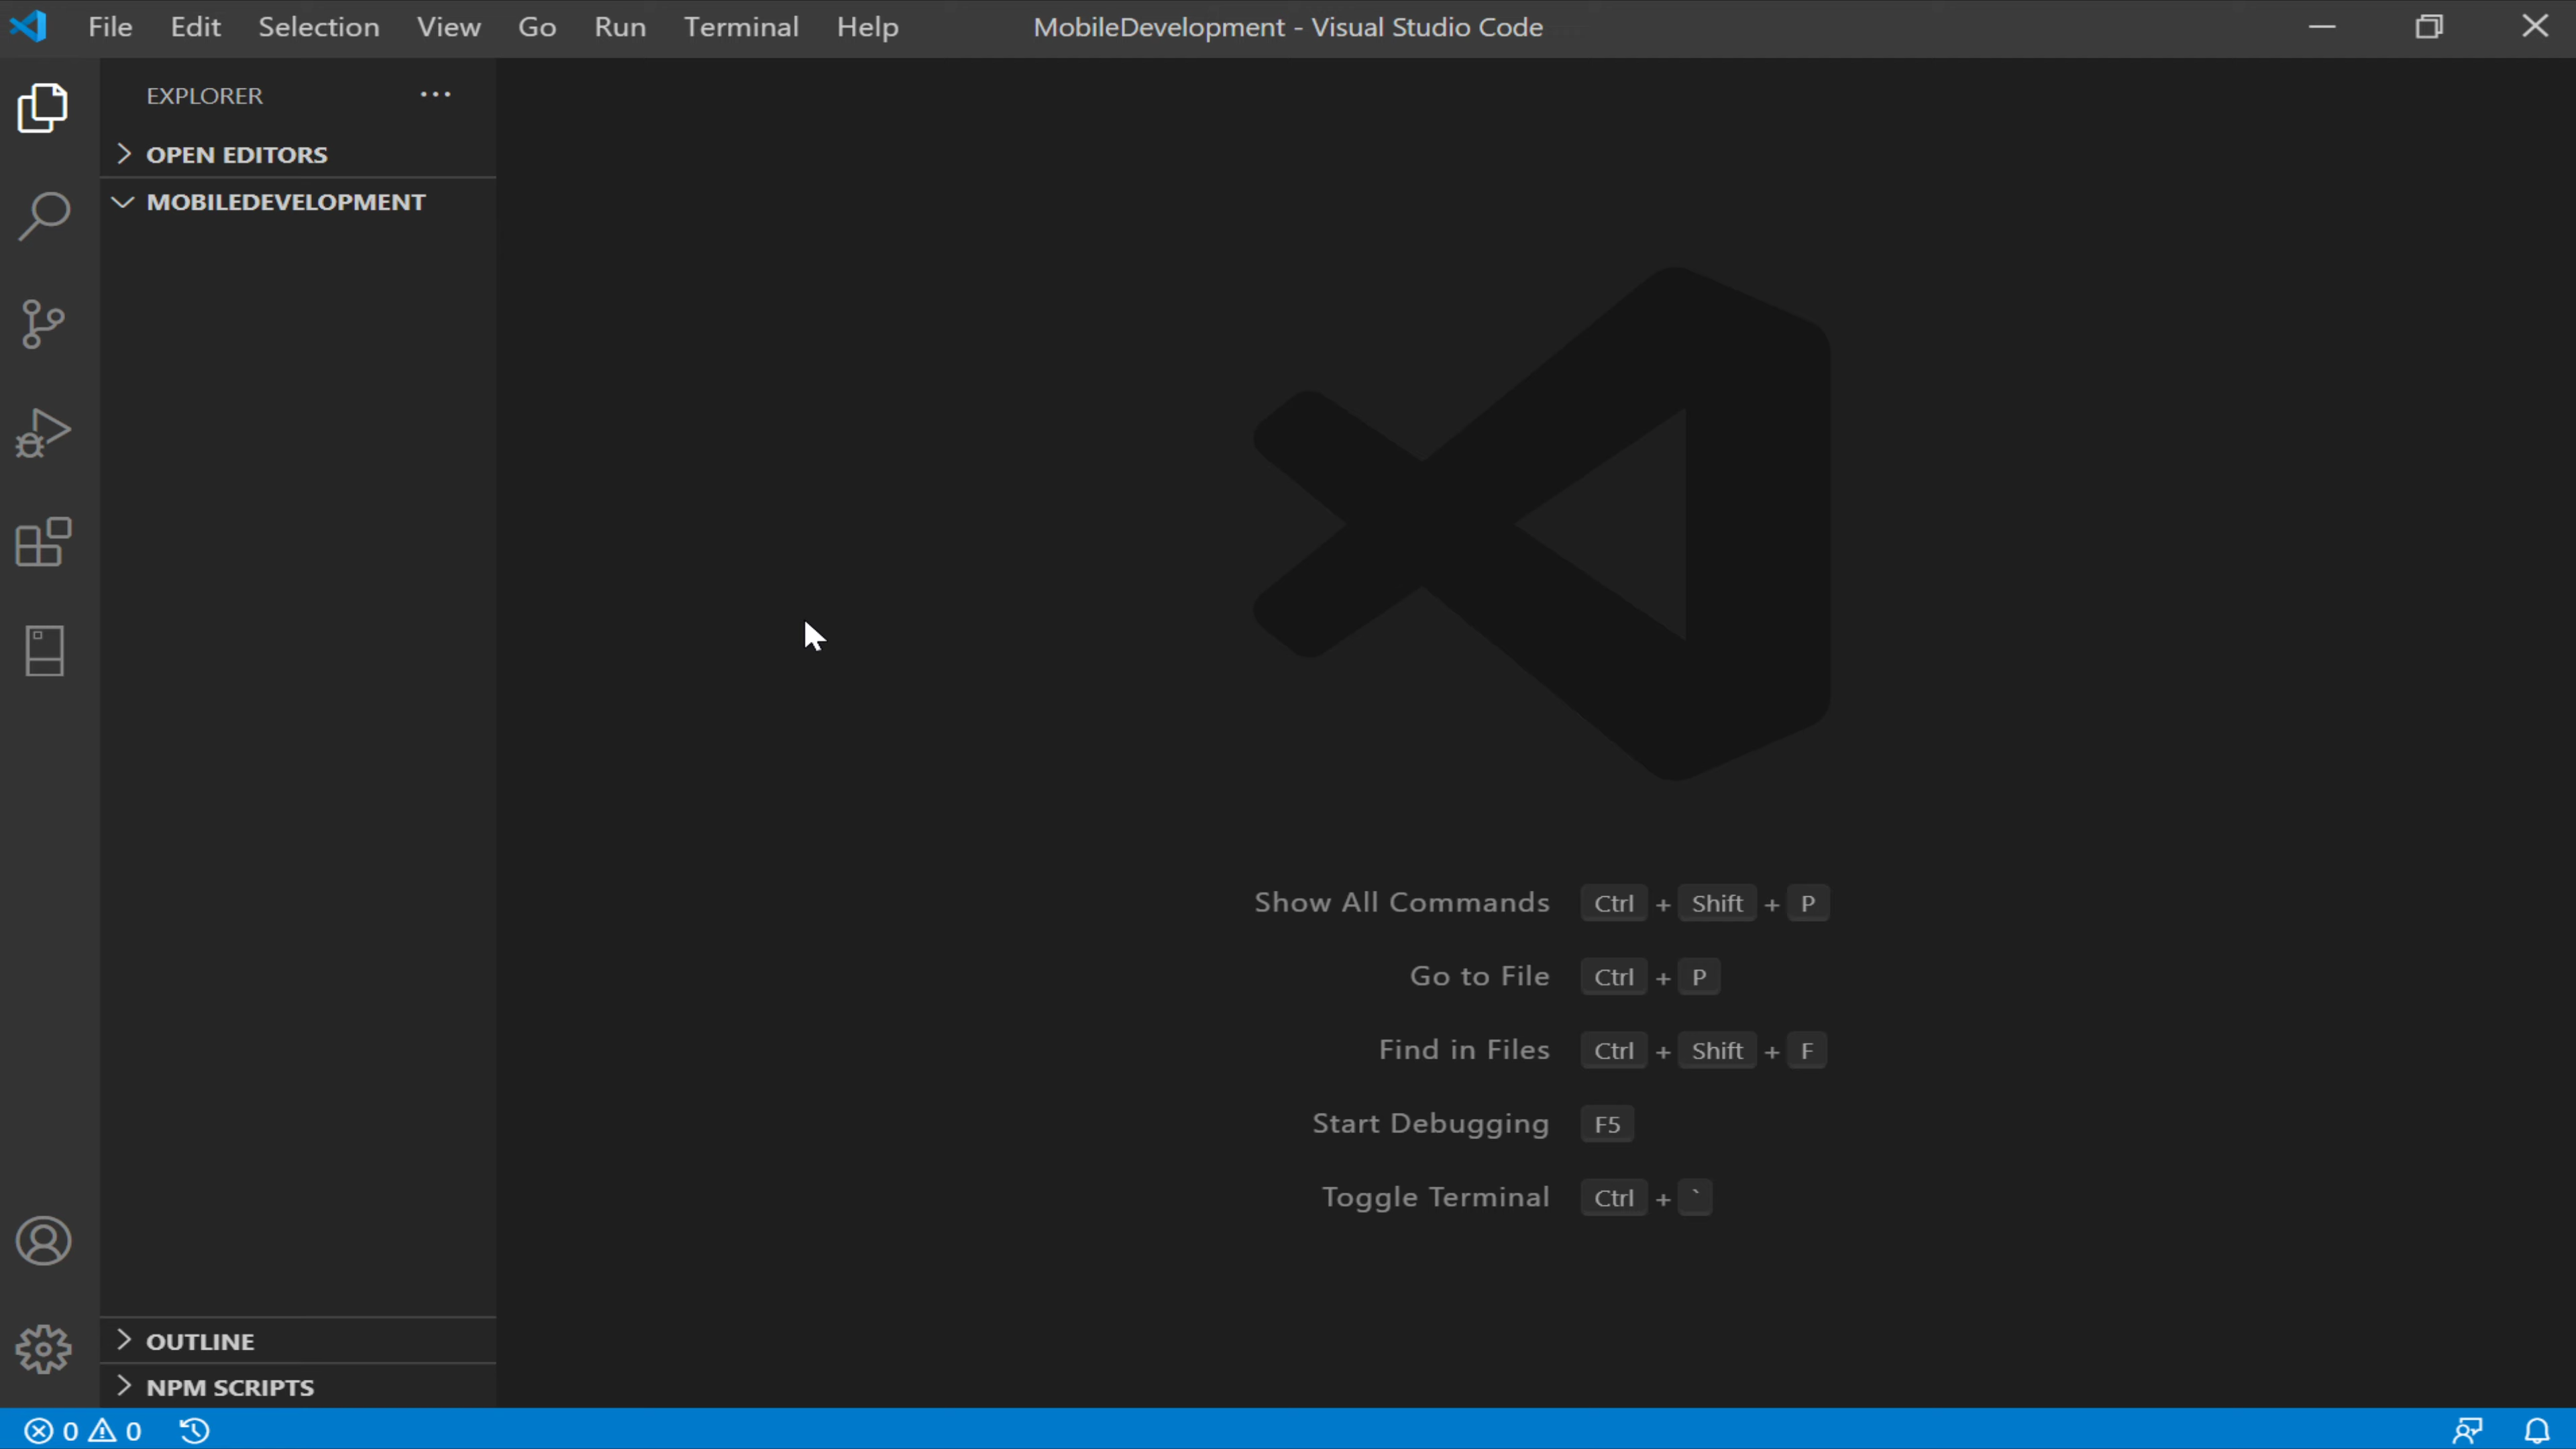 File Edit Selection View Go Run Terminal Help MobileDevelopment - Visual Studio Code
EXPLORER ···
OPEN EDITORS
MOBILEDEVELOPMENT
Show All Commands Ctrl + Shift + P
Go to File Ctrl + P
Find in Files Ctrl + Shift + F
Start Debugging F5
Toggle Terminal Ctrl + `
OUTLINE
NPM SCRIPTS
0 0